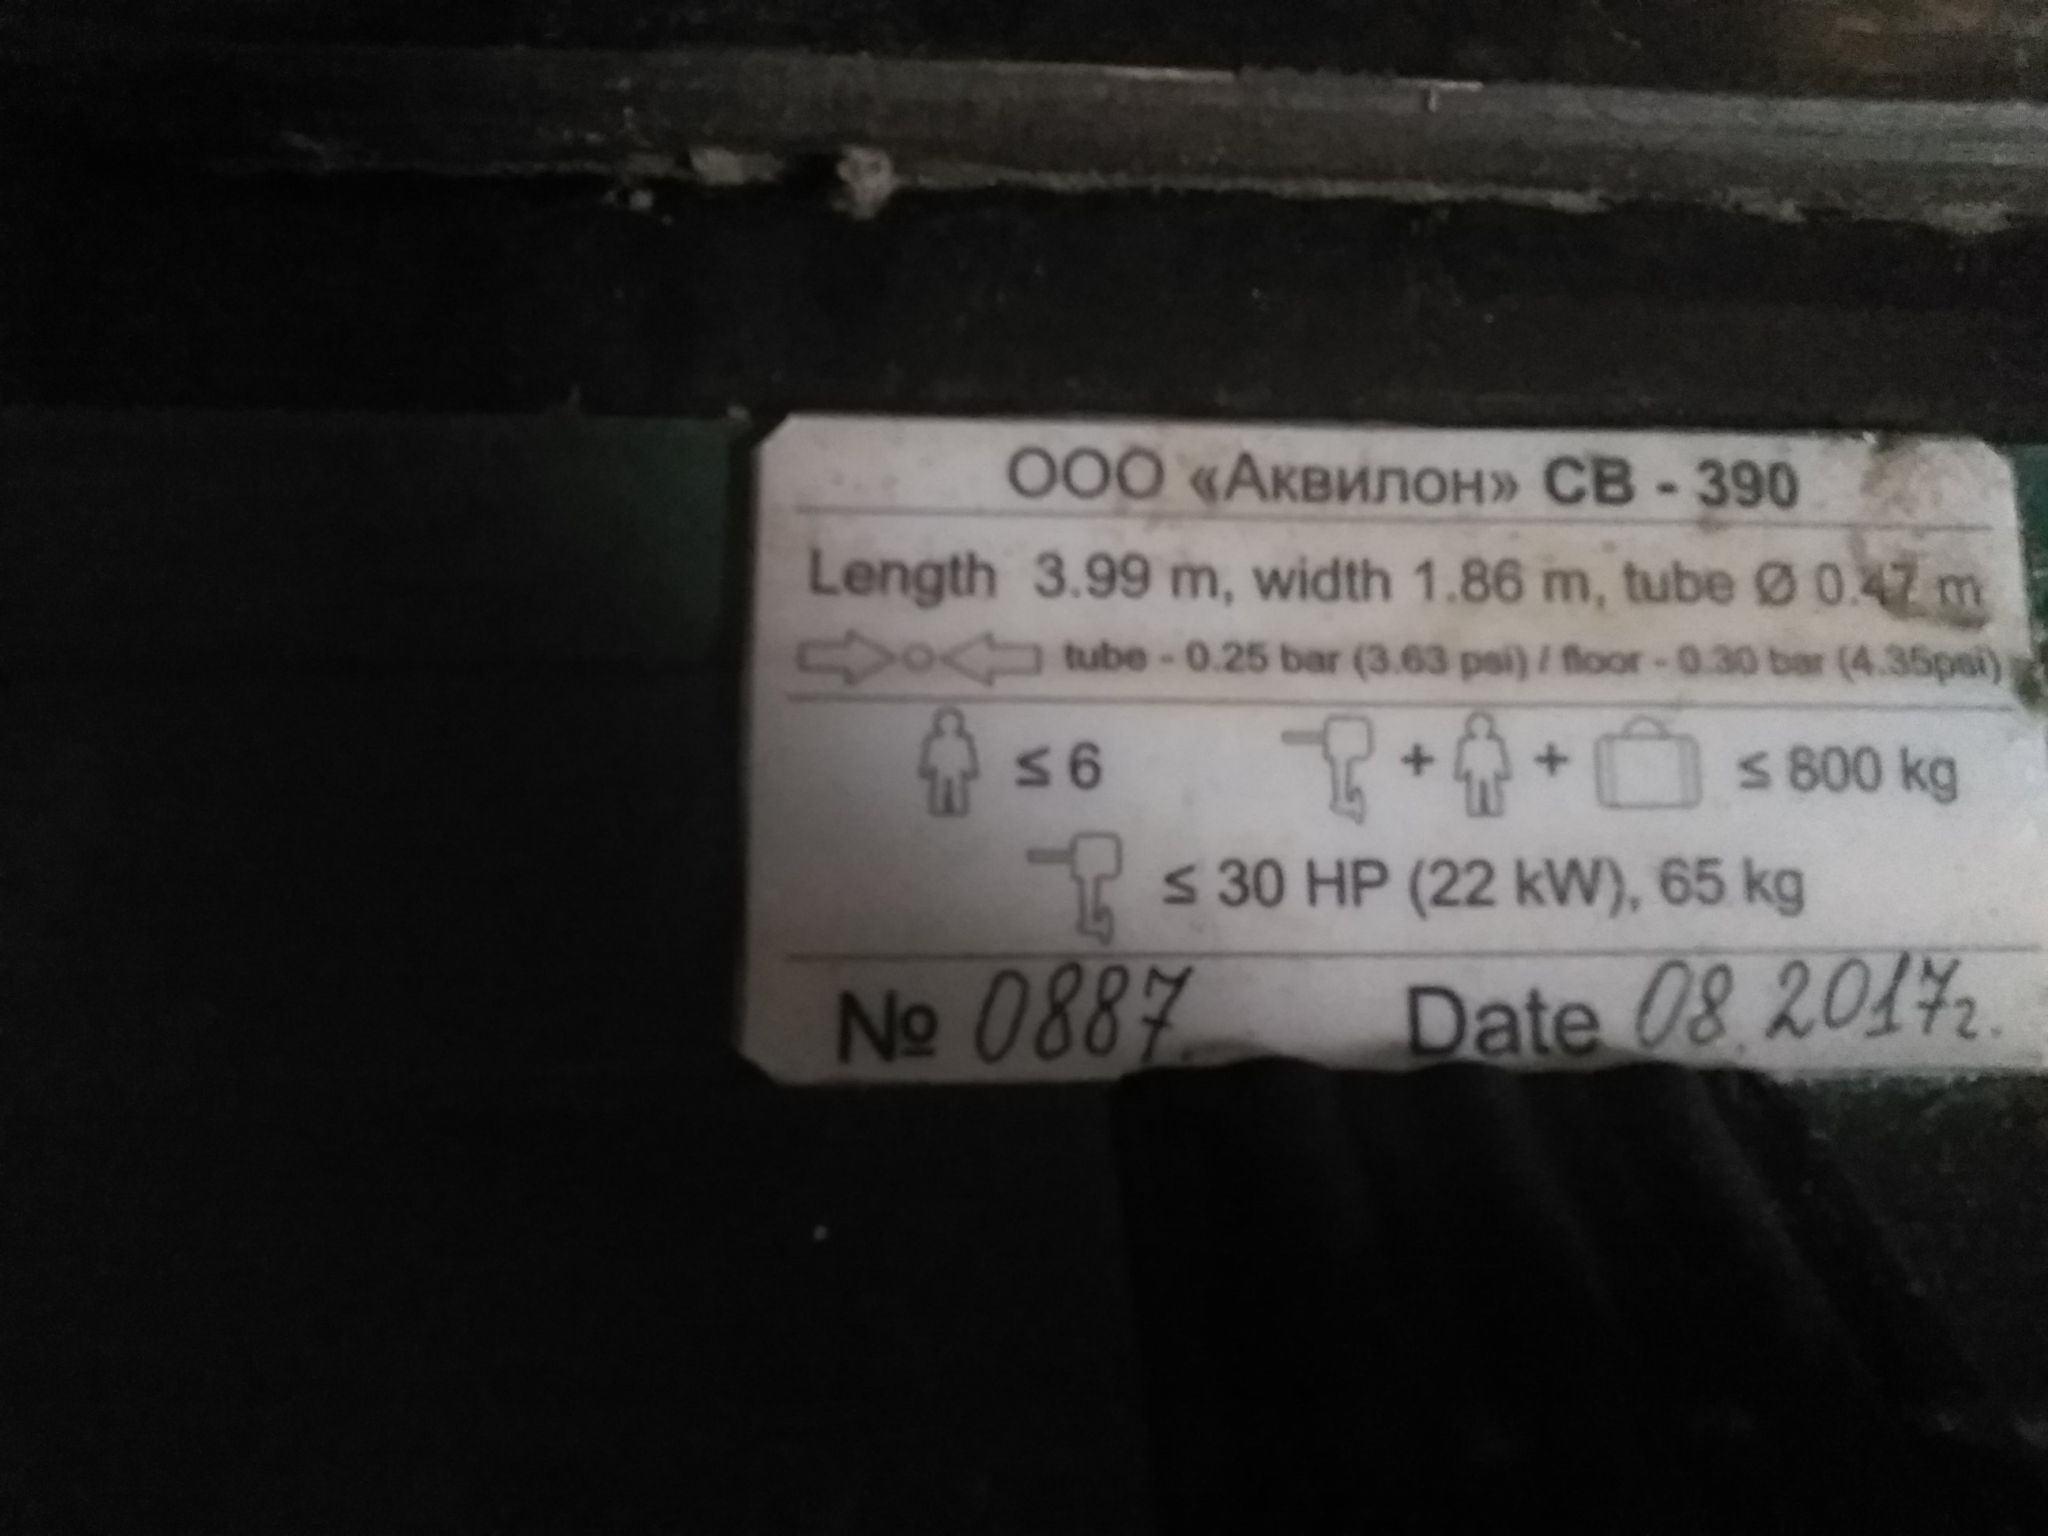 ООО «Аквилон» СВ - 390
Length 3.99 m, width 1.86 m, tube Ø 0.47 m
tube - 0.25 bar (3.63 psi) / floor - 0.30 bar (4.35psi)
≤ 6 + + ≤ 800 kg
≤ 30 HP (22 kW), 65 kg
№ 0887. Date 08.2017г.